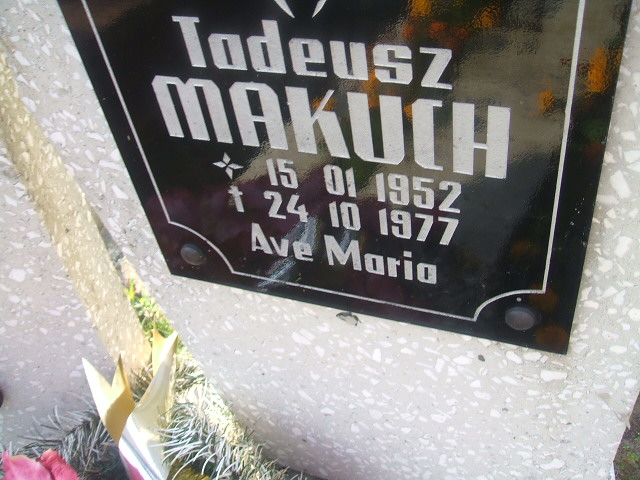 Tadeusz
MAKUCH
15 01 1952
† 24 10 1977
Ave Maria